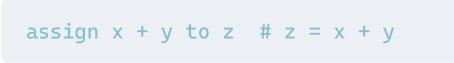 assign x + y to z  # z = x + y